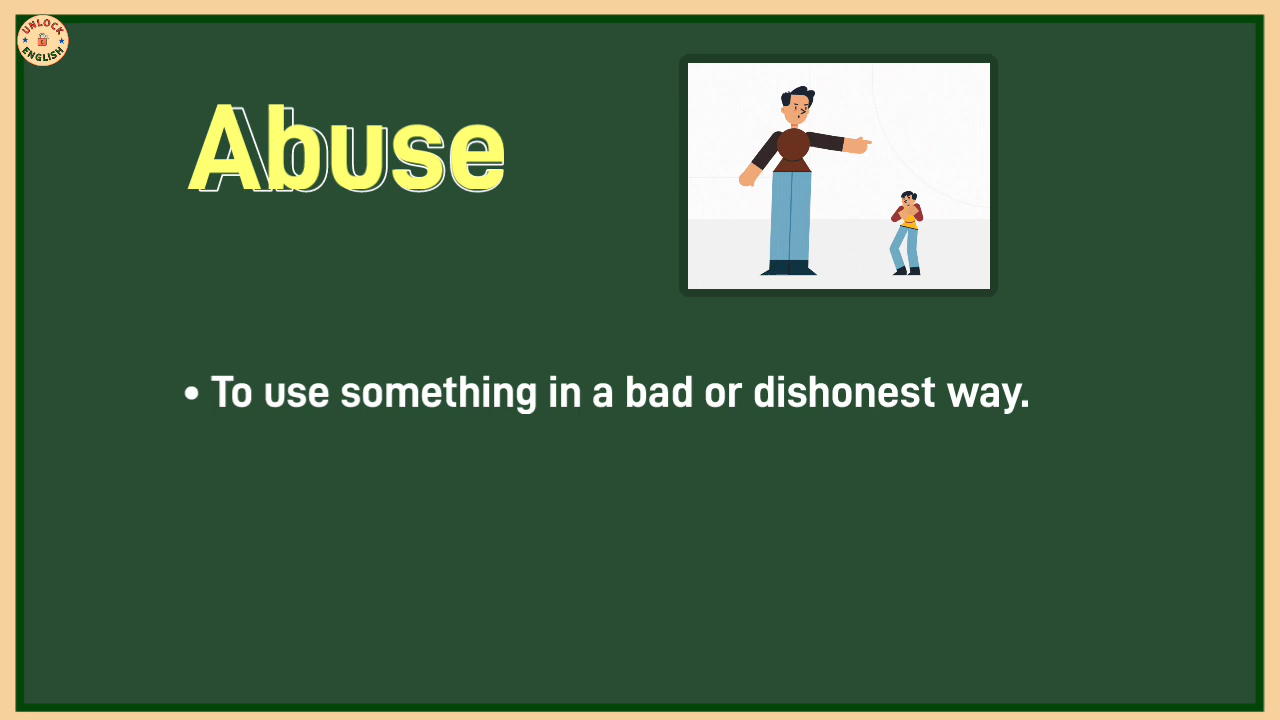 UNLOCK
ENGLISH
Abuse
• To use something in a bad or dishonest way.